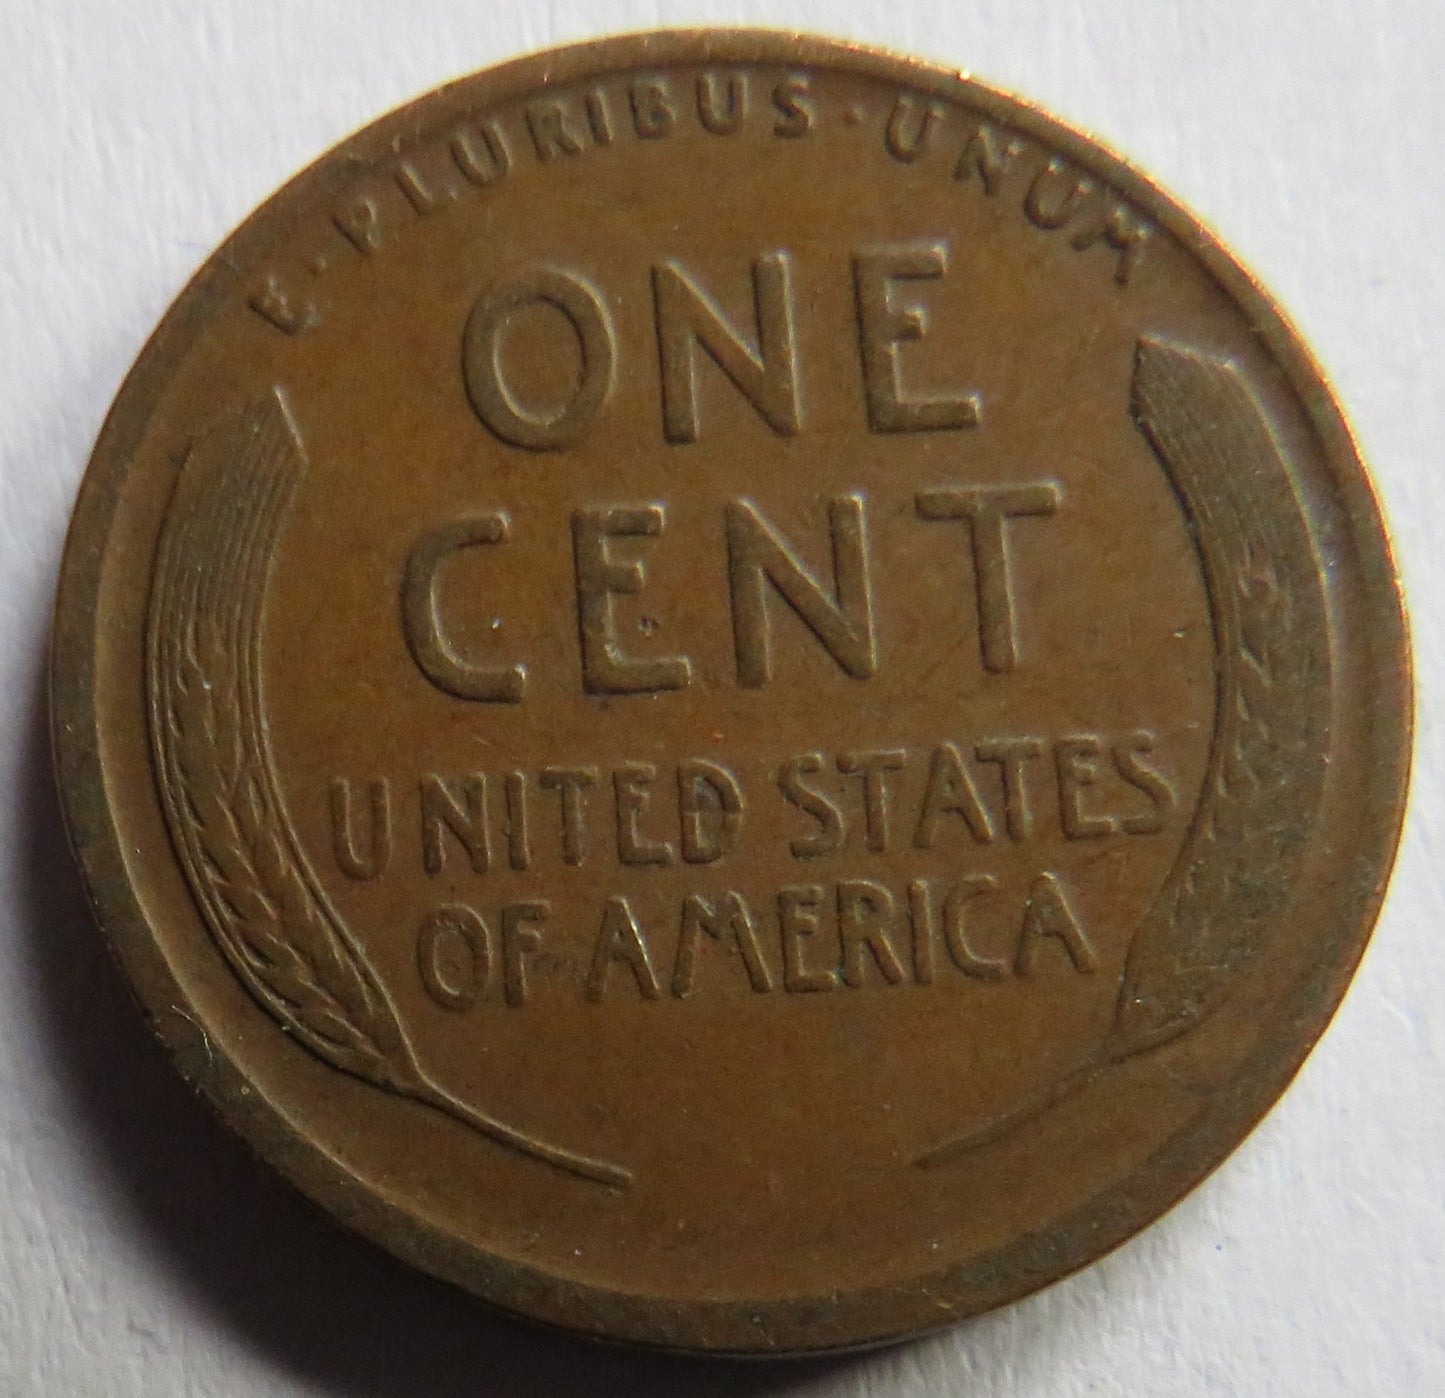 E·PLURIBUS·UNUM
ONE
CENT
UNITED STATES
OF AMERICA